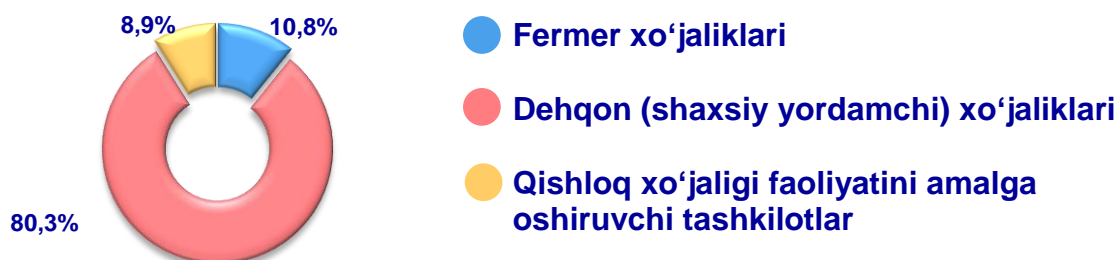 8,9%
10,8%
80,3%
Fermer xo‘jaliklari
Dehqon (shaxsiy yordamchi) xo‘jaliklari
Qishloq xo‘jaligi faoliyatini amalga
oshiruvchi tashkilotlar